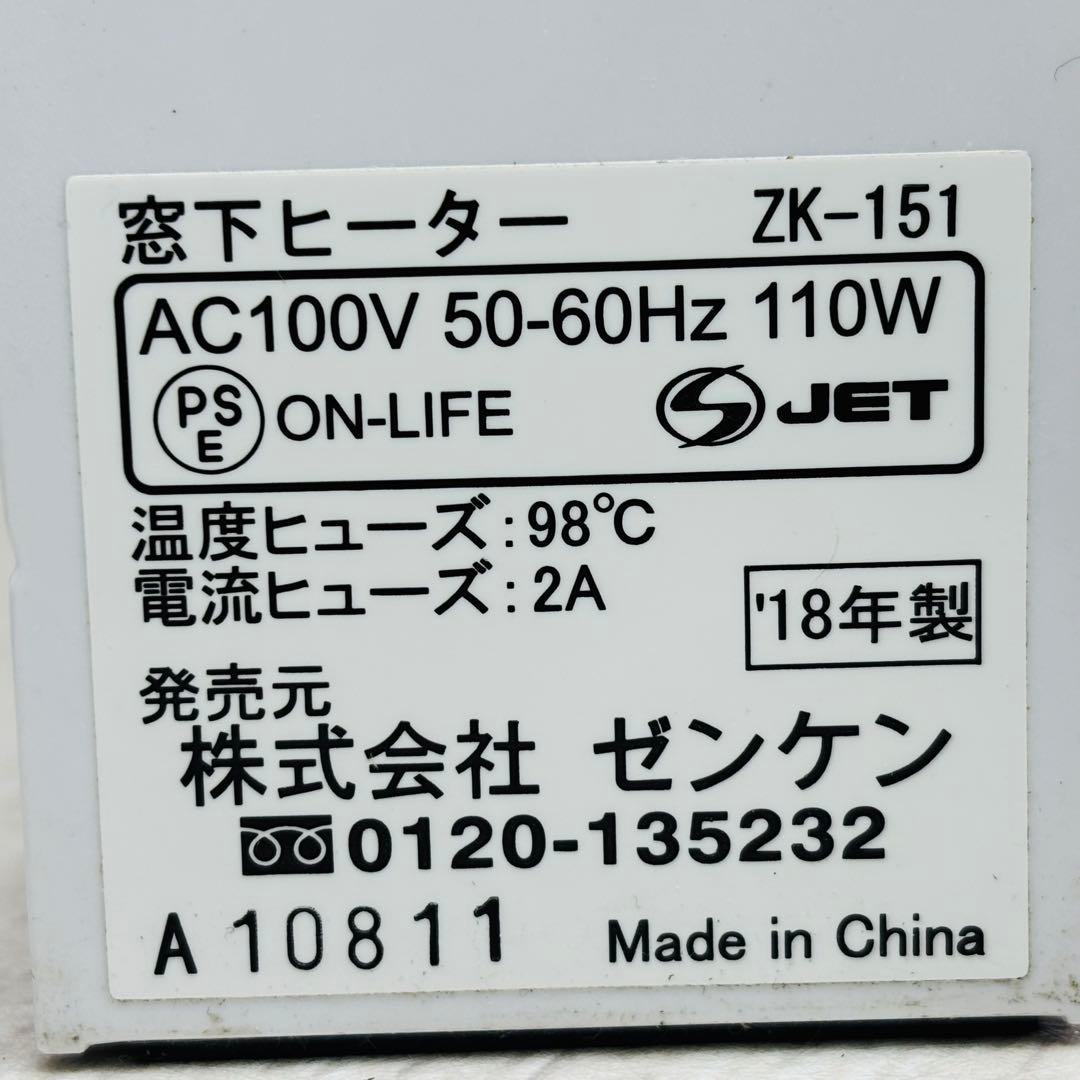 窓下ヒーター ZK-151
AC100V 50-60Hz 110W
PSE ON-LIFE JET
温度ヒューズ:98℃
電流ヒューズ:2A
'18年製
発売元
株式会社 ゼンケン
0120-135232
A10811 Made in China